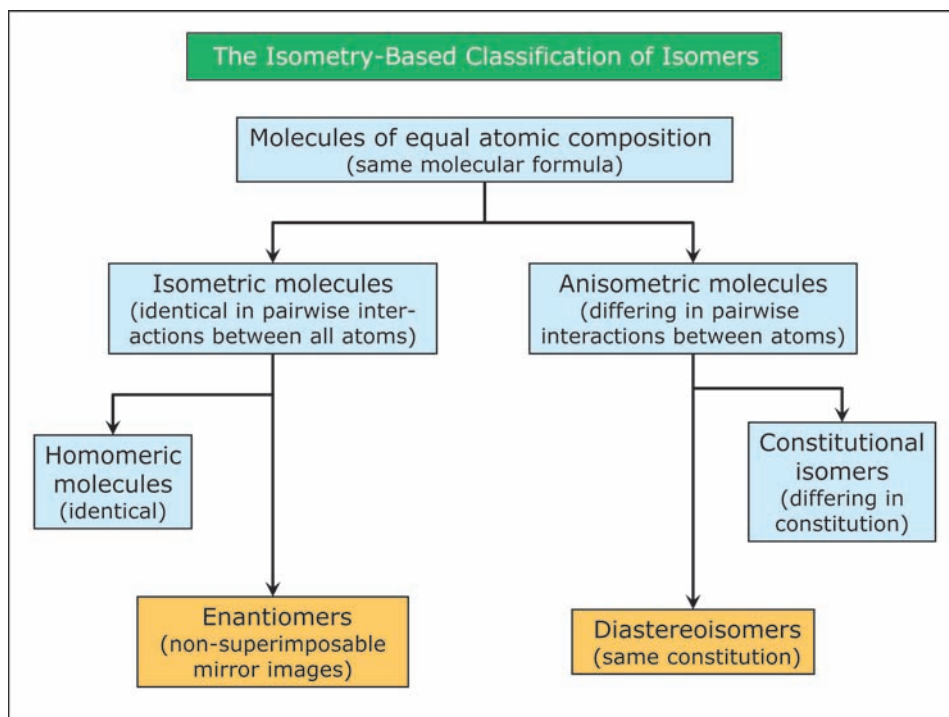 The Isometry-Based Classification of Isomers
Molecules of equal atomic composition
(same molecular formula)
Isometric molecules
(identical in pairwise inter-
actions between all atoms)
Anisometric molecules
(differing in pairwise
interactions between atoms)
Homomeric
molecules
(identical)
Constitutional
isomers
(differing in
constitution)
Enantiomers
(non-superimposable
mirror images)
Diastereoisomers
(same constitution)